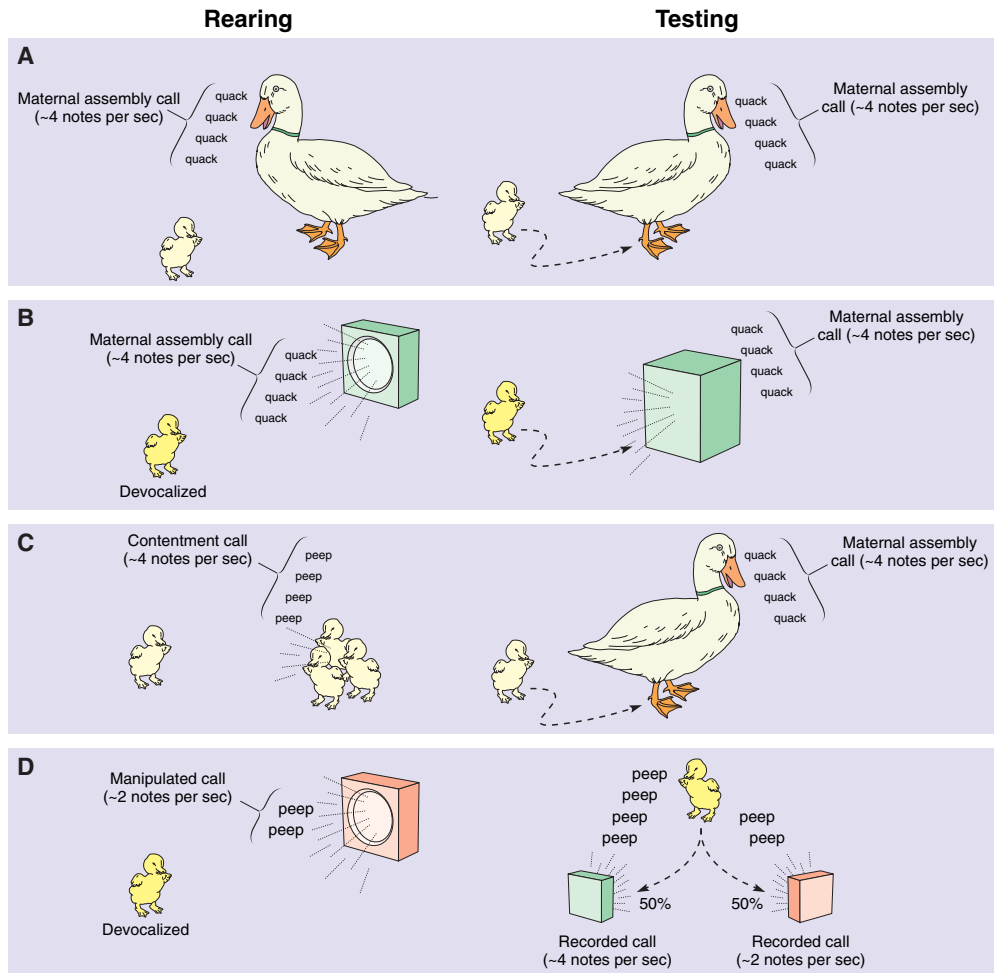 Rearing
Testing
A
Maternal assembly call
(~4 notes per sec)
quack
quack
quack
quack
quack
quack
quack
quack
Maternal assembly
call (~4 notes per sec)
B
Maternal assembly call
(~4 notes per sec)
quack
quack
quack
quack
Devocalized
quack
quack
quack
quack
Maternal assembly
call (~4 notes per sec)
C
Contentment call
(~4 notes per sec)
peep
peep
peep
peep
quack
quack
quack
quack
Maternal assembly
call (~4 notes per sec)
D
Manipulated call
(~2 notes per sec)
peep
peep
Devocalized
peep
peep
peep
peep
peep
peep
50%
50%
Recorded call
(~4 notes per sec)
Recorded call
(~2 notes per sec)